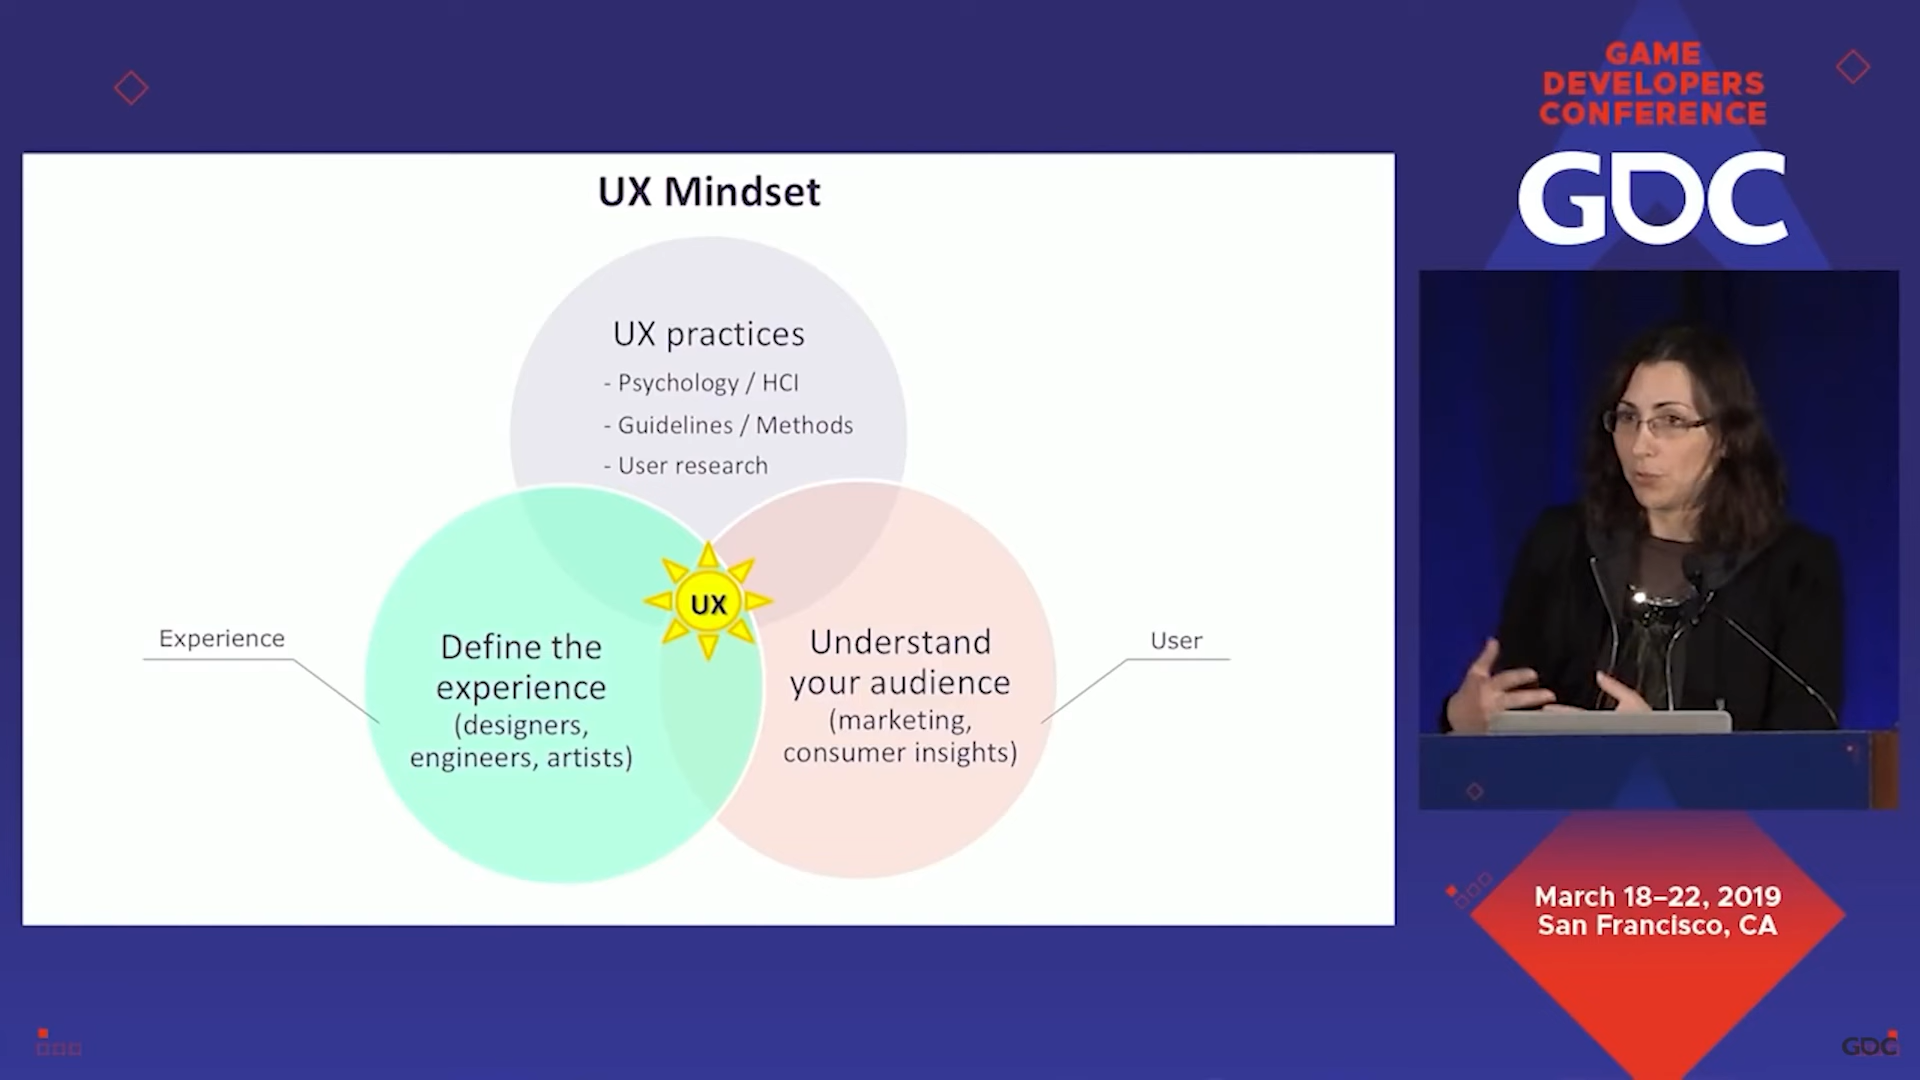 GAME
DEVELOPERS
CONFERENCE
GDC
UX Mindset
UX practices
- Psychology / HCI
- Guidelines / Methods
- User research
UX
Experience
Define the
experience
(designers,
engineers, artists)
Understand
your audience
(marketing,
consumer insights)
User
March 18–22, 2019
San Francisco, CA
GDC